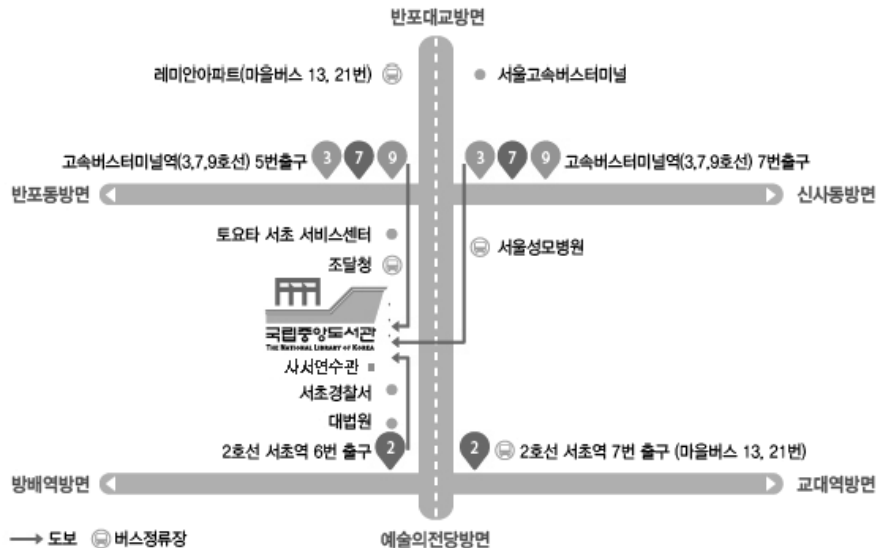 반포대교방면
레미안아파트(마을버스 13, 21번)
서울고속버스터미널
고속버스터미널역(3,7,9호선) 5번출구
3 7 9
3 7 9
고속버스터미널역(3,7,9호선) 7번출구
반포동방면
신사동방면
토요타 서초 서비스센터
서울성모병원
조달청
국립중앙도서관
THE NATIONAL LIBRARY OF KOREA
사서연수관
서초경찰서
대법원
2호선 서초역 6번 출구
2
2
2호선 서초역 7번 출구 (마을버스 13, 21번)
방배역방면
교대역방면
도보
버스정류장
예술의전당방면